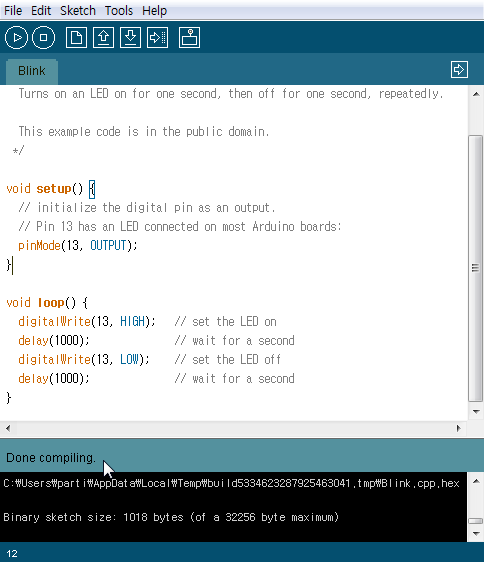 File Edit Sketch Tools Help
Blink
Turns on an LED on for one second, then off for one second, repeatedly.
This example code is in the public domain.
*/
void setup() {
// initialize the digital pin as an output.
// Pin 13 has an LED connected on most Arduino boards:
pinMode(13, OUTPUT);
}
void loop() {
digitalWrite(13, HIGH);   // set the LED on
delay(1000);              // wait for a second
digitalWrite(13, LOW);    // set the LED off
delay(1000);              // wait for a second
}
Done compiling.
C:₩Users₩parti₩AppData₩Local₩Temp₩build5334623287925463041.tmp₩Blink.cpp.hex
Binary sketch size: 1018 bytes (of a 32256 byte maximum)
12